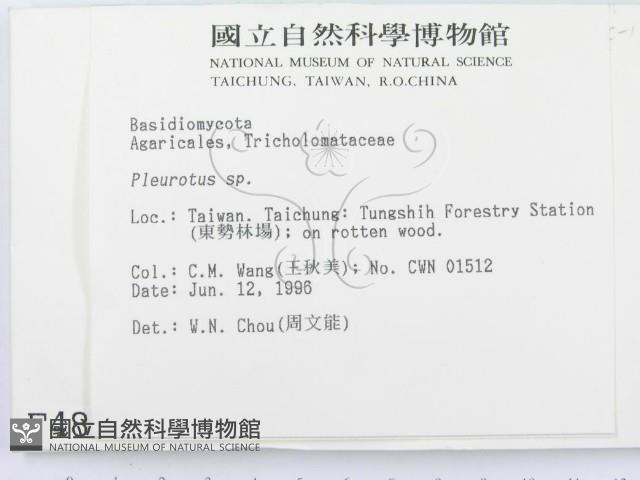 國立自然科學博物館
NATIONAL MUSEUM OF NATURAL SCIENCE
TAICHUNG, TAIWAN, R.O.CHINA
Basidiomycota
Agaricales, Tricholomataceae
Pleurotus sp.
Loc.: Taiwan. Taichung: Tungshih Forestry Station
(東勢林場); on rotten wood.
Col.: C.M. Wang(王秋美); No. CWN 01512
Date: Jun. 12, 1996
Det.: W.N. Chou(周文能)
國立自然科學博物館
NATIONAL MUSEUM OF NATURAL SCIENCE